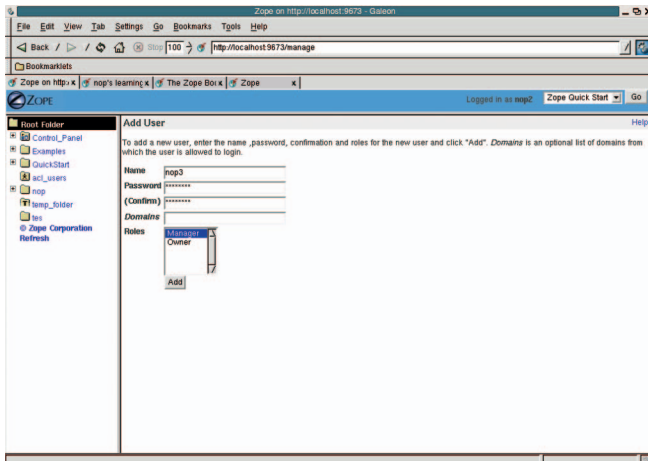 Zope on http://localhost:9673 - Galeon
File Edit View Tab Settings Go Bookmarks Tools Help
Back / / Stop 100 http://localhost:9673/manage
Bookmarklets
Zope on http:/ x nop's learning x The Zope Boo x Zope x
ZOPE Logged in as nop2 Zope Quick Start Go
Root Folder
Control_Panel
Examples
QuickStart
acl_users
nop
temp_folder
tes
© Zope Corporation
Refresh
Add User Help
To add a new user, enter the name ,password, confirmation and roles for the new user and click "Add". Domains is an optional list of domains from
which the user is allowed to login.
Name nop3
Password ********
(Confirm) ********
Domains
Roles Manager
Owner
Add